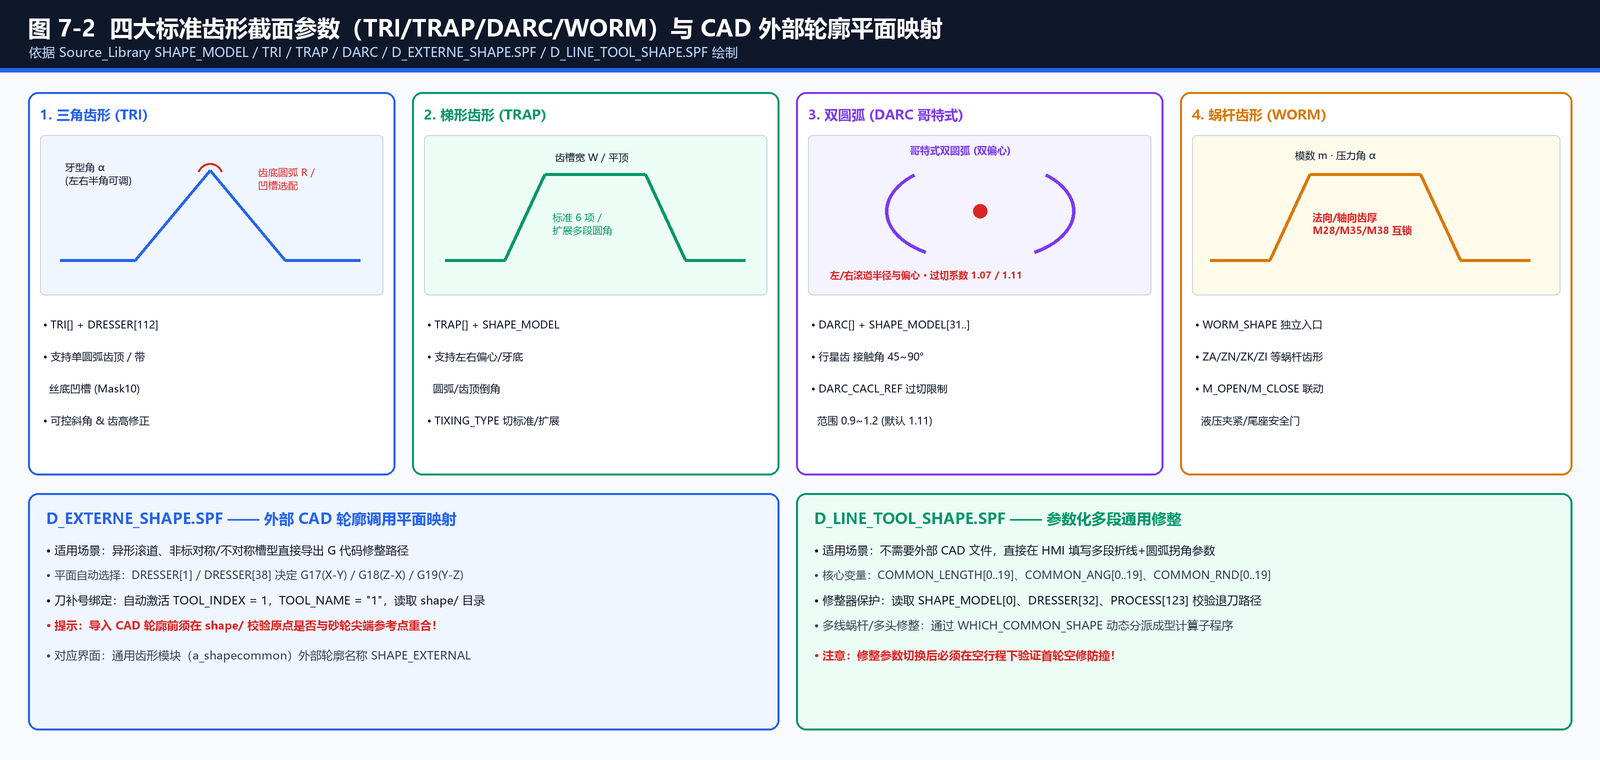 图 7-2 四大标准齿形截面参数（TRI/TRAP/DARC/WORM）与 CAD 外部轮廓平面映射
依据 Source_Library SHAPE_MODEL / TRI / TRAP / DARC / D_EXTERNE_SHAPE.SPF / D_LINE_TOOL_SHAPE.SPF 绘制
1. 三角齿形 (TRI)
牙型角 α
(左右半角可调)
齿底圆弧 R /
凹槽选配
• TRI[] + DRESSER[112]
• 支持单圆弧齿顶 / 带
丝底凹槽 (Mask10)
• 可控斜角 & 齿高修正
2. 梯形齿形 (TRAP)
齿槽宽 W / 平顶
标准 6 项 /
扩展多段圆角
• TRAP[] + SHAPE_MODEL
• 支持左右偏心/牙底
圆弧/齿顶倒角
• TIXING_TYPE 切标准/扩展
3. 双圆弧 (DARC 哥特式)
哥特式双圆弧 (双偏心)
左/右滚道半径与偏心 · 过切系数 1.07 / 1.11
• DARC[] + SHAPE_MODEL[31..]
• 行星齿 接触角 45~90°
• DARC_CACL_REF 过切限制
范围 0.9~1.2 (默认 1.11)
4. 蜗杆齿形 (WORM)
模数 m · 压力角 α
法向/轴向齿厚
M28/M35/M38 互锁
• WORM_SHAPE 独立入口
• ZA/ZN/ZK/ZI 等蜗杆齿形
• M_OPEN/M_CLOSE 联动
液压夹紧/尾座安全门
D_EXTERNE_SHAPE.SPF —— 外部 CAD 轮廓调用平面映射
• 适用场景：异形滚道、非标对称/不对称槽型直接导出 G 代码修整路径
• 平面自动选择：DRESSER[1] / DRESSER[38] 决定 G17(X-Y) / G18(Z-X) / G19(Y-Z)
• 刀补号绑定：自动激活 TOOL_INDEX = 1，TOOL_NAME = "1"，读取 shape/ 目录
• 提示：导入 CAD 轮廓前须在 shape/ 校验原点是否与砂轮尖端参考点重合！
• 对应界面：通用齿形模块（a_shapecommon）外部轮廓名称 SHAPE_EXTERNAL
D_LINE_TOOL_SHAPE.SPF —— 参数化多段通用修整
• 适用场景：不需要外部 CAD 文件，直接在 HMI 填写多段折线+圆弧拐角参数
• 核心变量：COMMON_LENGTH[0..19]、COMMON_ANG[0..19]、COMMON_RND[0..19]
• 修整器保护：读取 SHAPE_MODEL[0]、DRESSER[32]、PROCESS[123] 校验退刀路径
• 多线蜗杆/多头修整：通过 WHICH_COMMON_SHAPE 动态分派成型计算子程序
• 注意：修整参数切换后必须在空行程下验证首轮空修防撞！